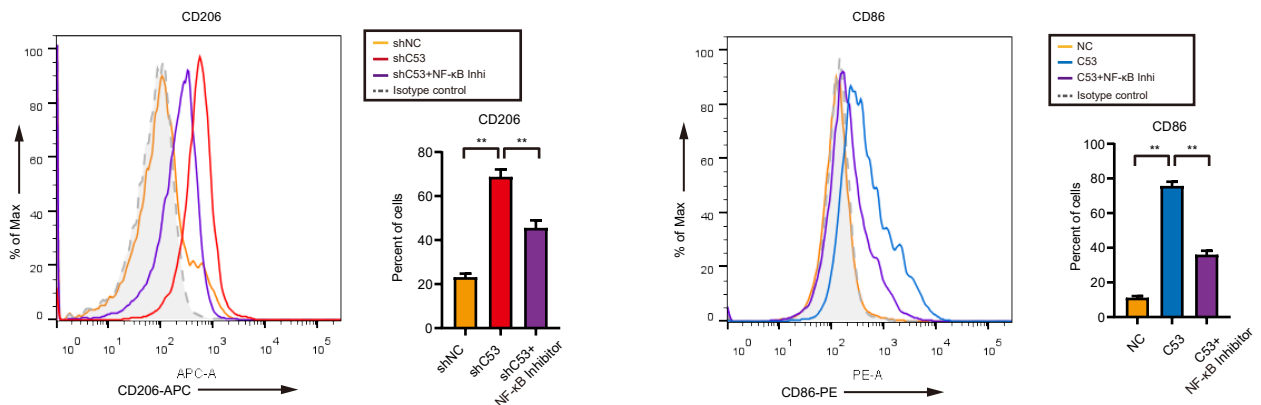 CD206
100
80
60
40
20
0
% of Max
10^0 10^1 10^2 10^3 10^4 10^5
APC-A
CD206-APC
shNC
shC53
shC53+NF-κB Inhi
Isotype control
CD206
** **
80
60
40
20
0
Percent of cells
shNC
shC53
shC53+
NF-κB Inhibitor
CD86
100
80
60
40
20
0
% of Max
10^0 10^1 10^2 10^3 10^4 10^5
PE-A
CD86-PE
NC
C53
C53+NF-κB Inhi
Isotype control
CD86
** **
100
80
60
40
20
0
Percent of cells
NC
C53
C53+
NF-κB Inhibitor